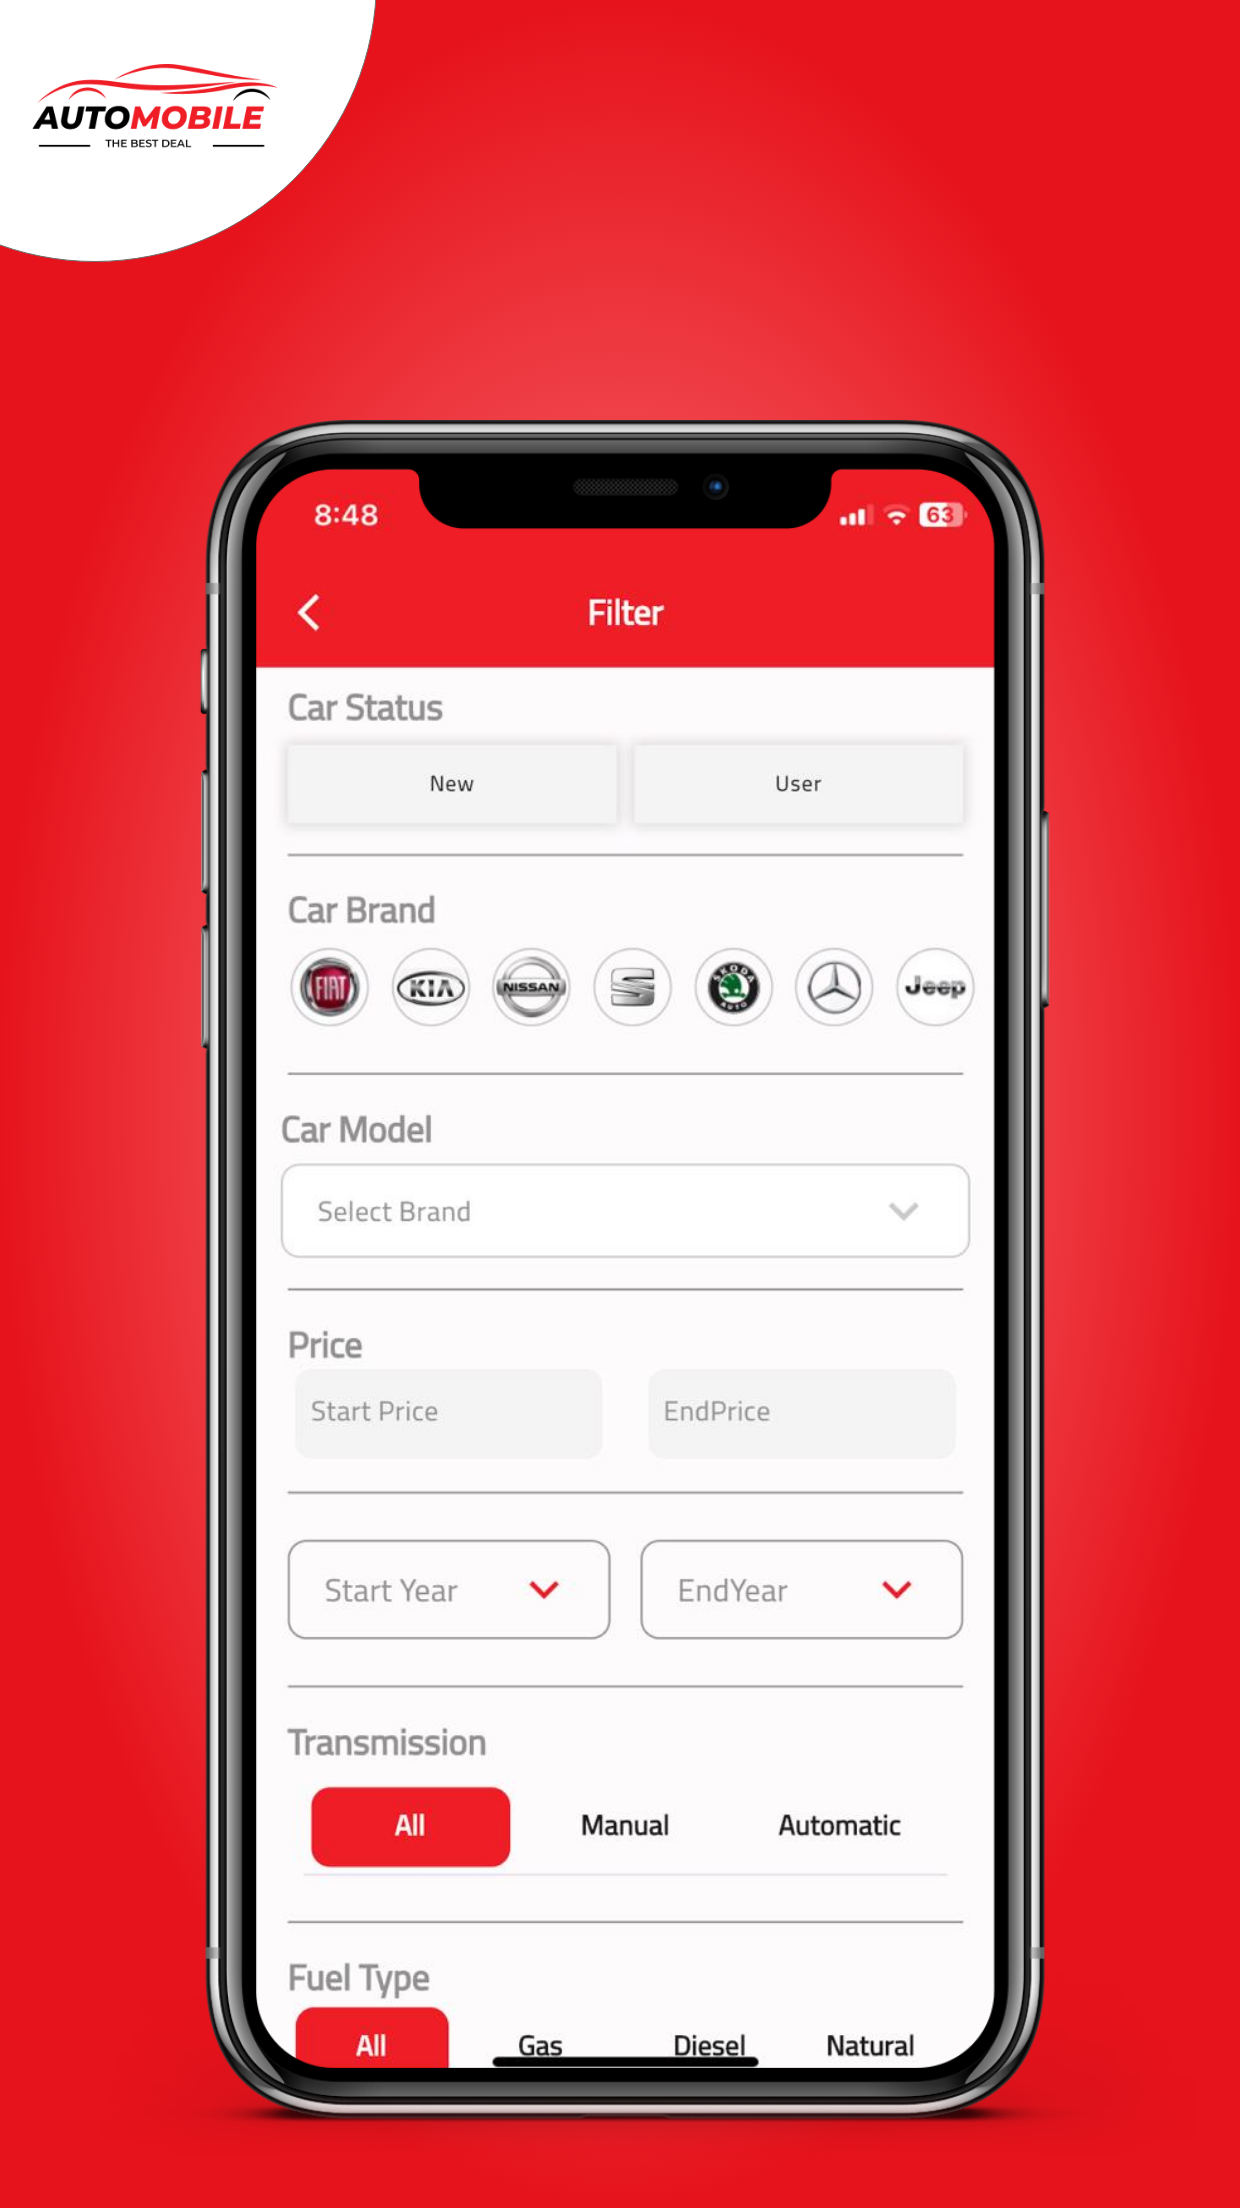 AUTOMOBILE
THE BEST DEAL
8:48
63
Filter
Car Status
New User
Car Brand
FIAT KIA NISSAN S SKODA AUTO Jeep
Car Model
Select Brand
Price
Start Price EndPrice
Start Year EndYear
Transmission
All Manual Automatic
Fuel Type
All Gas Diesel Natural